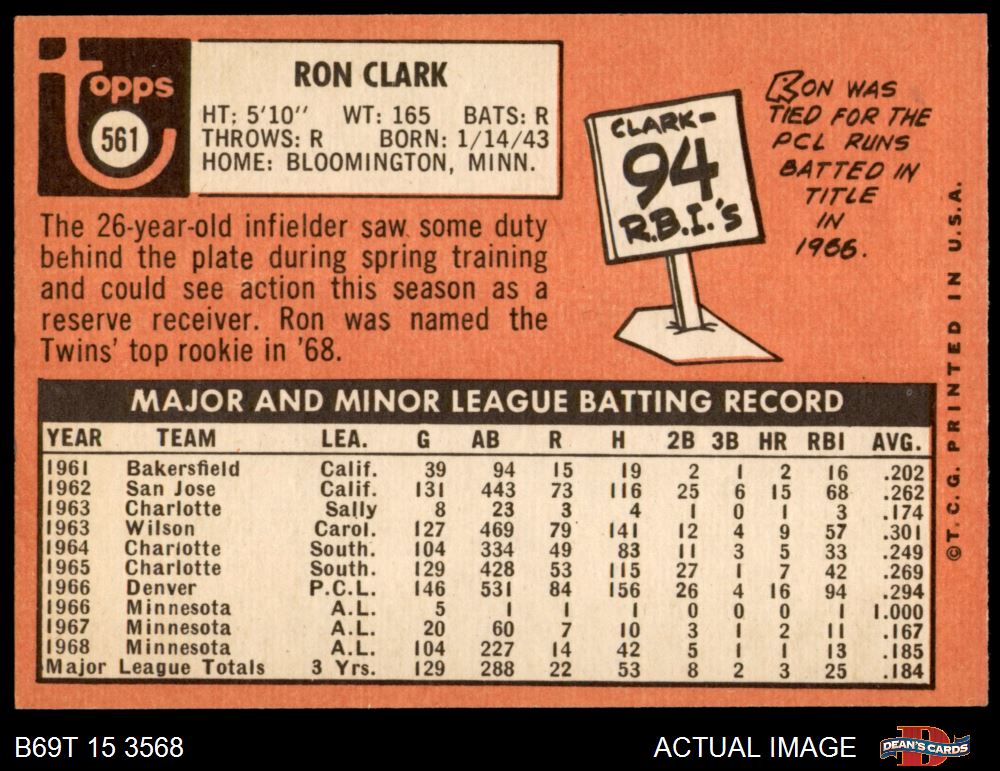 Topps
561
RON CLARK
HT: 5'10" WT: 165 BATS: R
THROWS: R BORN: 1/14/43
HOME: BLOOMINGTON, MINN.
The 26-year-old infielder saw some duty
behind the plate during spring training
and could see action this season as a
reserve receiver. Ron was named the
Twins' top rookie in '68.
CLARK-
94
R.B.I.'S
RON WAS
TIED FOR THE
PCL RUNS
BATTED IN
TITLE
IN
1966.
MAJOR AND MINOR LEAGUE BATTING RECORD
YEAR TEAM LEA. G AB R H 2B 3B HR RBI AVG.
1961 Bakersfield Calif. 39 94 15 19 2 1 2 16 .202
1962 San Jose Calif. 131 443 73 116 25 6 15 68 .262
1963 Charlotte Sally 8 23 3 4 1 0 1 3 .174
1963 Wilson Carol. 127 469 79 141 12 4 9 57 .301
1964 Charlotte South. 104 334 49 83 11 3 5 33 .249
1965 Charlotte South. 129 428 53 115 27 1 7 42 .269
1966 Denver P.C.L. 146 531 84 156 26 4 16 94 .294
1966 Minnesota A.L. 5 1 1 1 0 0 0 1 1.000
1967 Minnesota A.L. 20 60 7 10 3 1 2 11 .167
1968 Minnesota A.L. 104 227 14 42 5 1 1 13 .185
Major League Totals 3 Yrs. 129 288 22 53 8 2 3 25 .184
©T.C.G. PRINTED IN U.S.A.
B69T 15 3568
ACTUAL IMAGE
DEAN'S CARDS